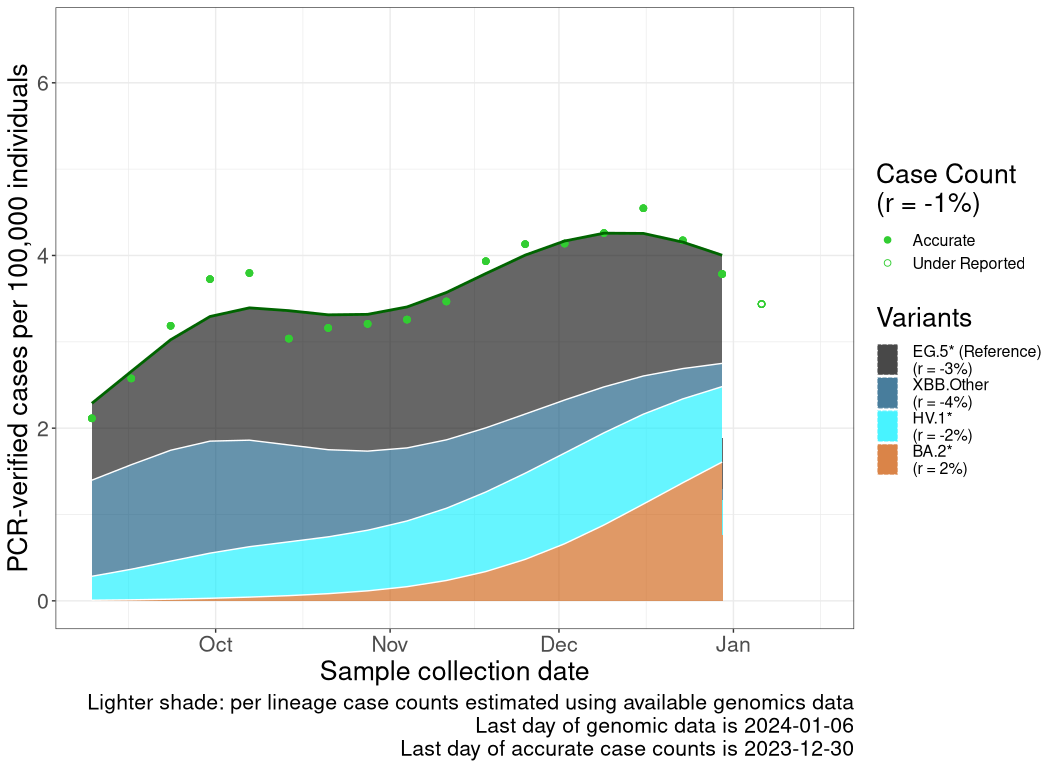 PCR-verified cases per 100,000 individuals
6
4
2
0
Oct
Nov
Dec
Jan
Sample collection date
Lighter shade: per lineage case counts estimated using available genomics data
Last day of genomic data is 2024-01-06
Last day of accurate case counts is 2023-12-30
Case Count
(r = -1%)
Accurate
Under Reported
Variants
EG.5* (Reference)
(r = -3%)
XBB.Other
(r = -4%)
HV.1*
(r = -2%)
BA.2*
(r = 2%)